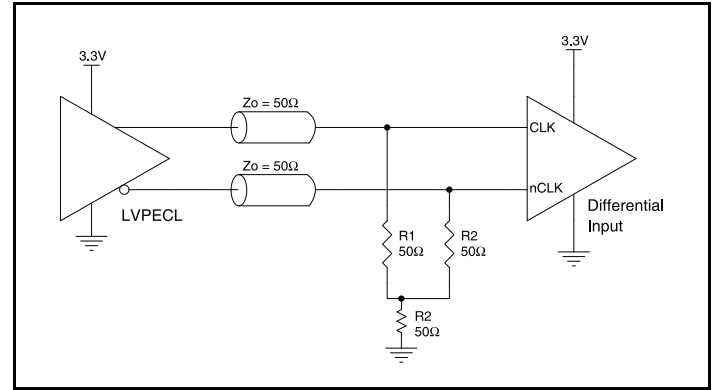 3.3V
3.3V
Zo = 50Ω
CLK
Zo = 50Ω
nCLK
LVPECL
Differential
Input
R1
50Ω
R2
50Ω
R2
50Ω